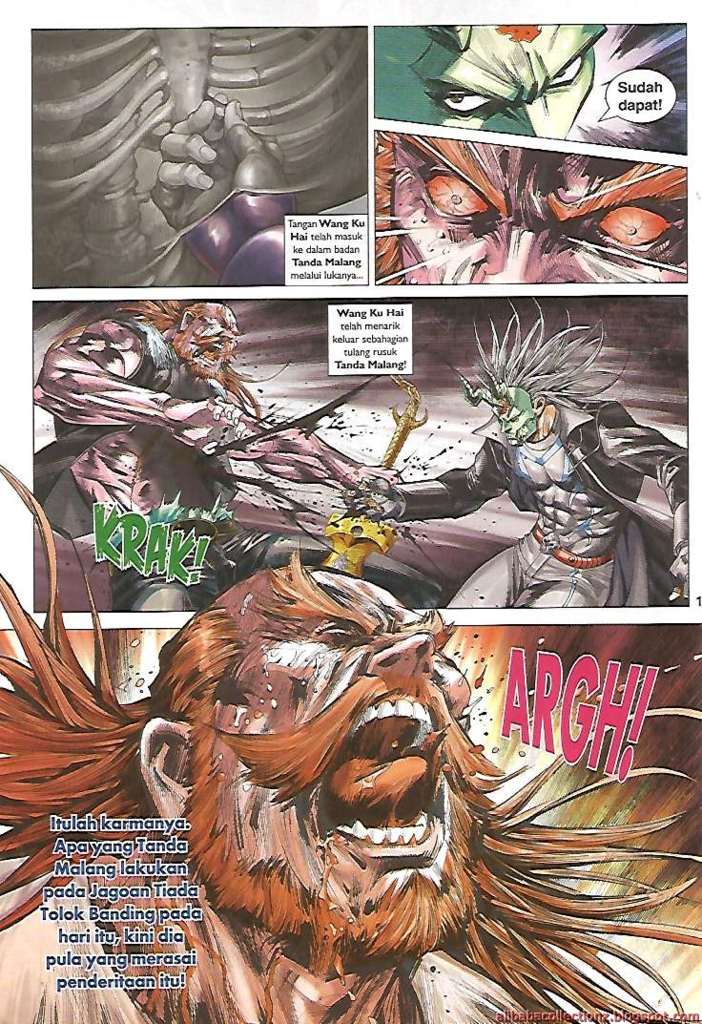 Tangan Wang Ku
Hai telah masuk
ke dalam badan
Tanda Malang
melalui lukanya...
Sudah
dapat!
Wang Ku Hai
telah menarik
keluar sebahagian
tulang rusuk
Tanda Malang!
KRAK!
1
ARGH!
Itulah karmanya.
Apa yang Tanda
Malang lakukan
pada Jagoan Tiada
Tolok Banding pada
hari itu, kini dia
pula yang merasai
penderitaan itu!
alibabacollectionz.blogspot.com